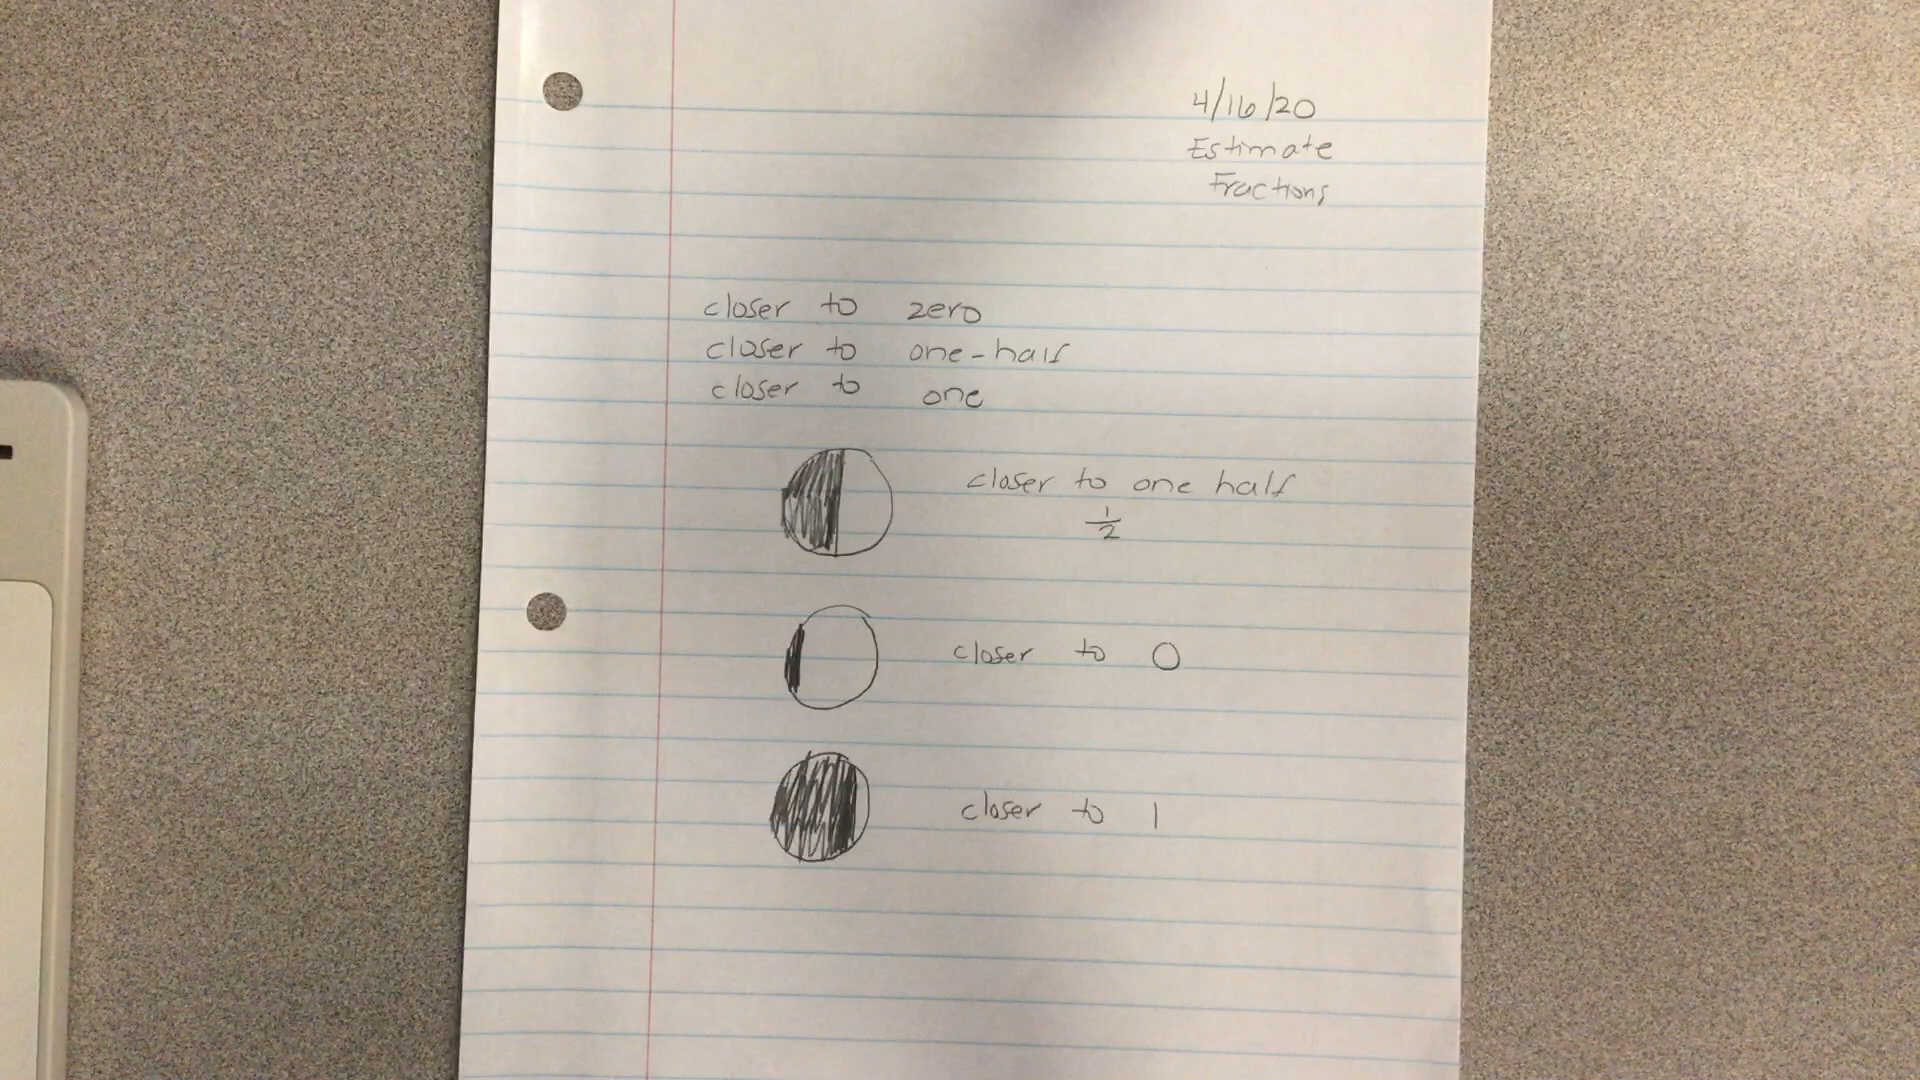 4/16/20
Estimate
Fractions
closer to zero
closer to one-half
closer to one
closer to one half
1/2
closer to 0
closer to 1